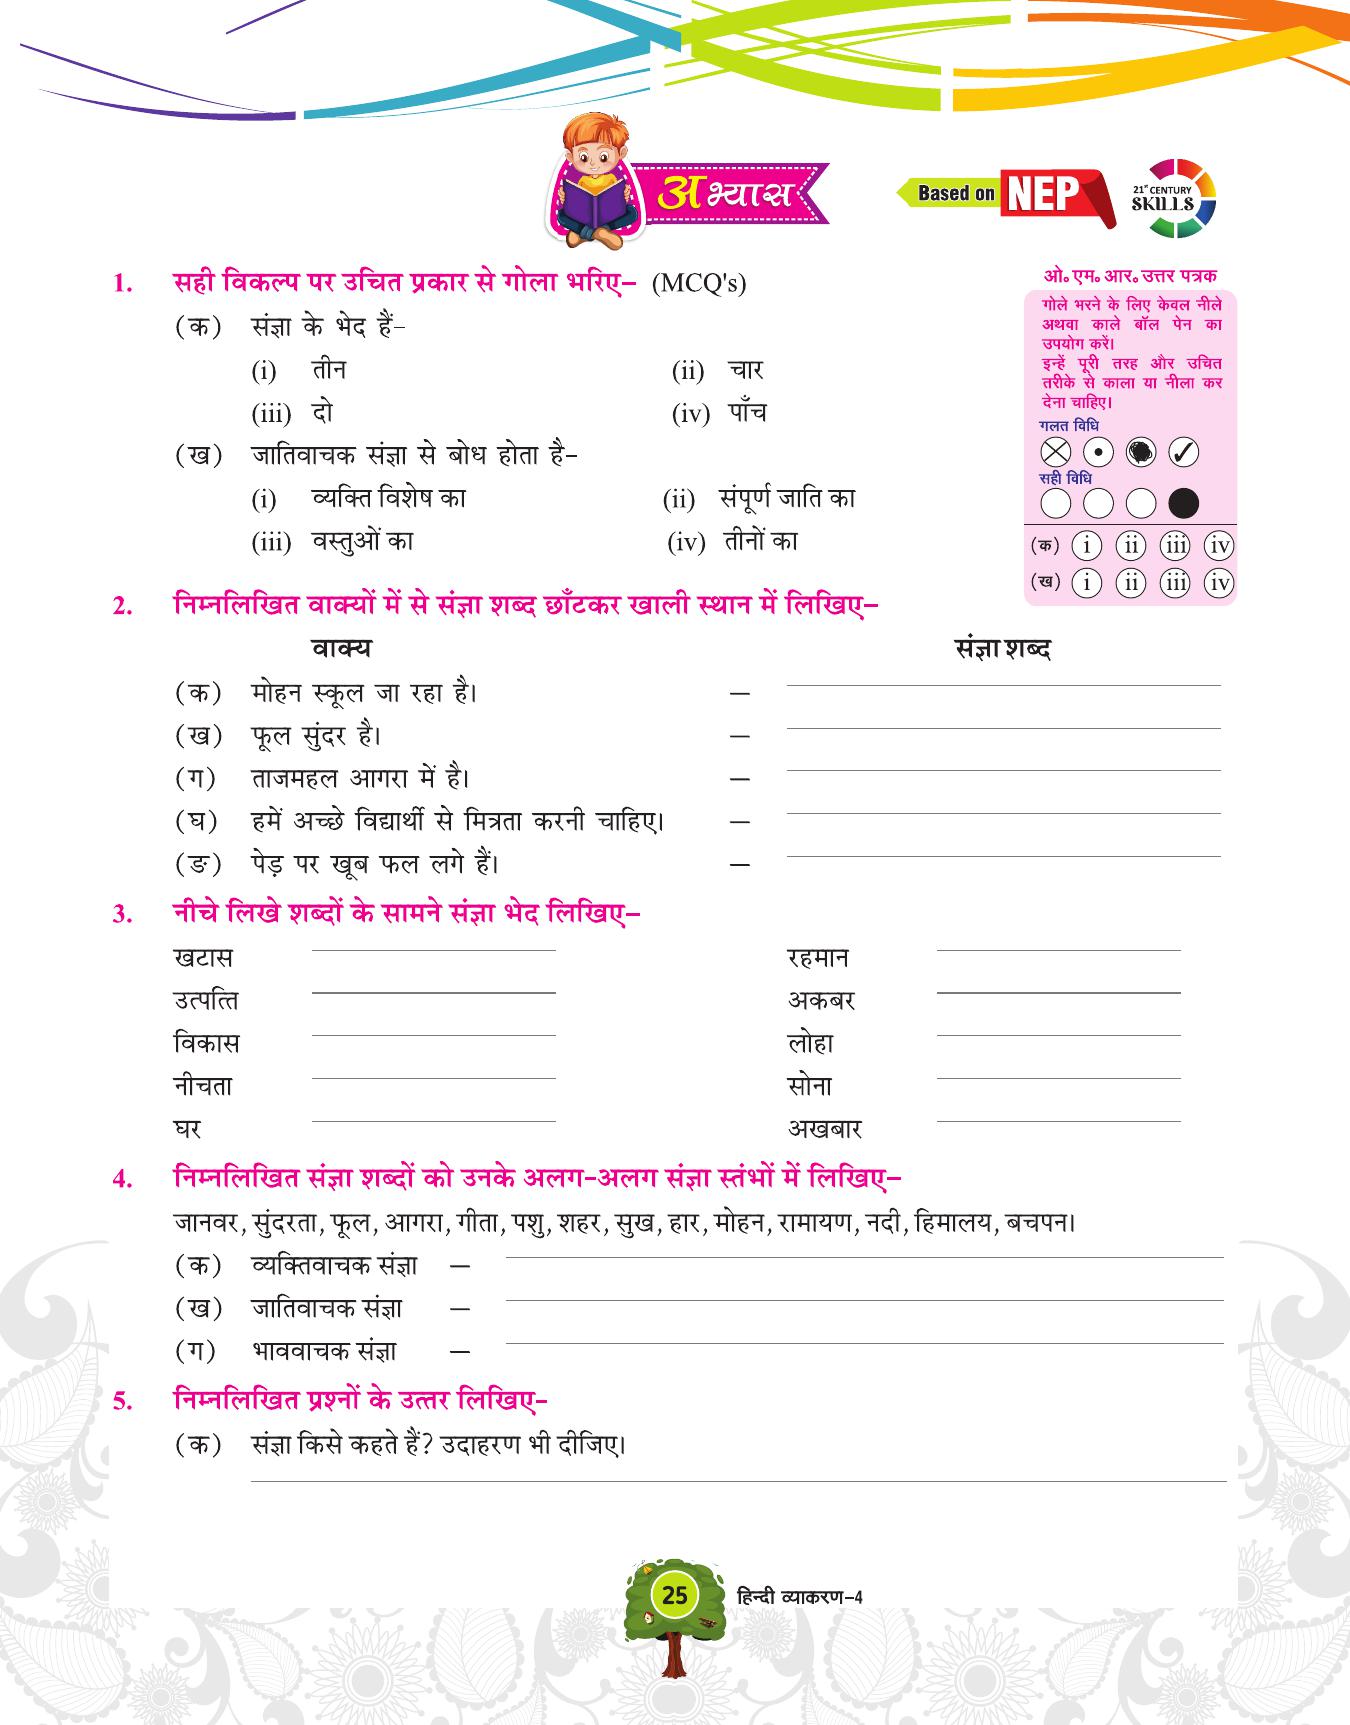 अभ्यास
Based on NEP
21st CENTURY
SKILLS
1. सही विकल्प पर उचित प्रकार से गोला भरिए– (MCQ's)
(क) संज्ञा के भेद हैं–
(i) तीन (ii) चार
(iii) दो (iv) पाँच
(ख) जातिवाचक संज्ञा से बोध होता है–
(i) व्यक्ति विशेष का (ii) संपूर्ण जाति का
(iii) वस्तुओं का (iv) तीनों का
ओ॰ एम॰ आर॰ उत्तर पत्रक
गोले भरने के लिए केवल नीले
अथवा काले बॉल पेन का
उपयोग करें।
इन्हें पूरी तरह और उचित
तरीके से काला या नीला कर
देना चाहिए।
गलत विधि
सही विधि
(क) i ii iii iv
(ख) i ii iii iv
2. निम्नलिखित वाक्यों में से संज्ञा शब्द छाँटकर खाली स्थान में लिखिए–
वाक्य संज्ञा शब्द
(क) मोहन स्कूल जा रहा है। –
(ख) फूल सुंदर है। –
(ग) ताजमहल आगरा में है। –
(घ) हमें अच्छे विद्यार्थी से मित्रता करनी चाहिए। –
(ङ) पेड़ पर खूब फल लगे हैं। –
3. नीचे लिखे शब्दों के सामने संज्ञा भेद लिखिए–
खटास रहमान
उत्पत्ति अकबर
विकास लोहा
नीचता सोना
घर अखबार
4. निम्नलिखित संज्ञा शब्दों को उनके अलग-अलग संज्ञा स्तंभों में लिखिए–
जानवर, सुंदरता, फूल, आगरा, गीता, पशु, शहर, सुख, हार, मोहन, रामायण, नदी, हिमालय, बचपन।
(क) व्यक्तिवाचक संज्ञा –
(ख) जातिवाचक संज्ञा –
(ग) भाववाचक संज्ञा –
5. निम्नलिखित प्रश्नों के उत्तर लिखिए–
(क) संज्ञा किसे कहते हैं? उदाहरण भी दीजिए।
25 हिन्दी व्याकरण–4